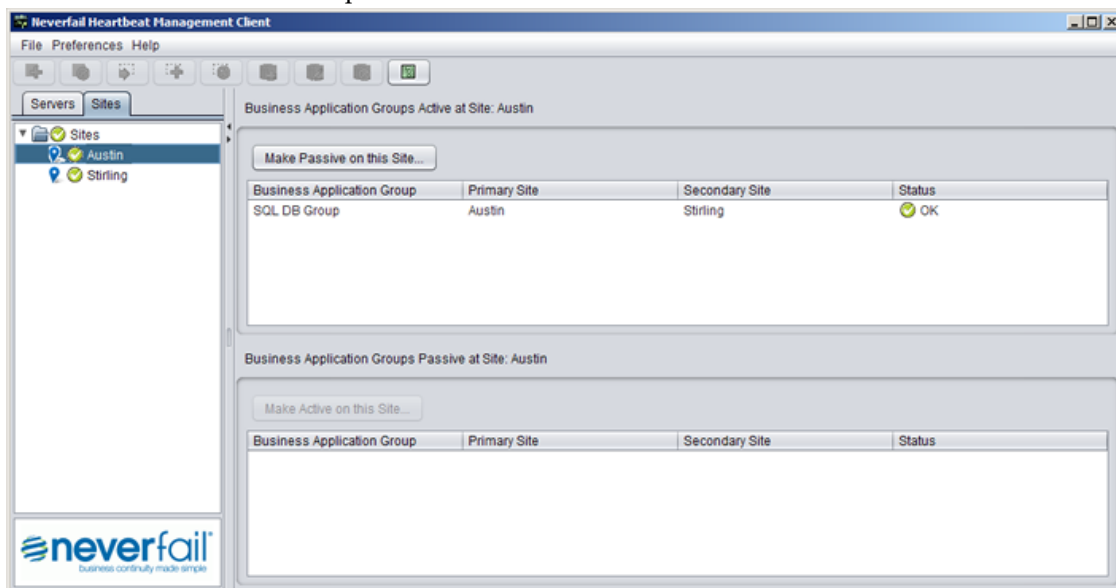 Neverfail Heartbeat Management Client
File Preferences Help
Servers Sites
Sites
Austin
Stirling
Business Application Groups Active at Site: Austin
Make Passive on this Site...
Business Application Group Primary Site Secondary Site Status
SQL DB Group Austin Stirling OK
Business Application Groups Passive at Site: Austin
Make Active on this Site...
Business Application Group Primary Site Secondary Site Status
neverfail
business continuity made simple